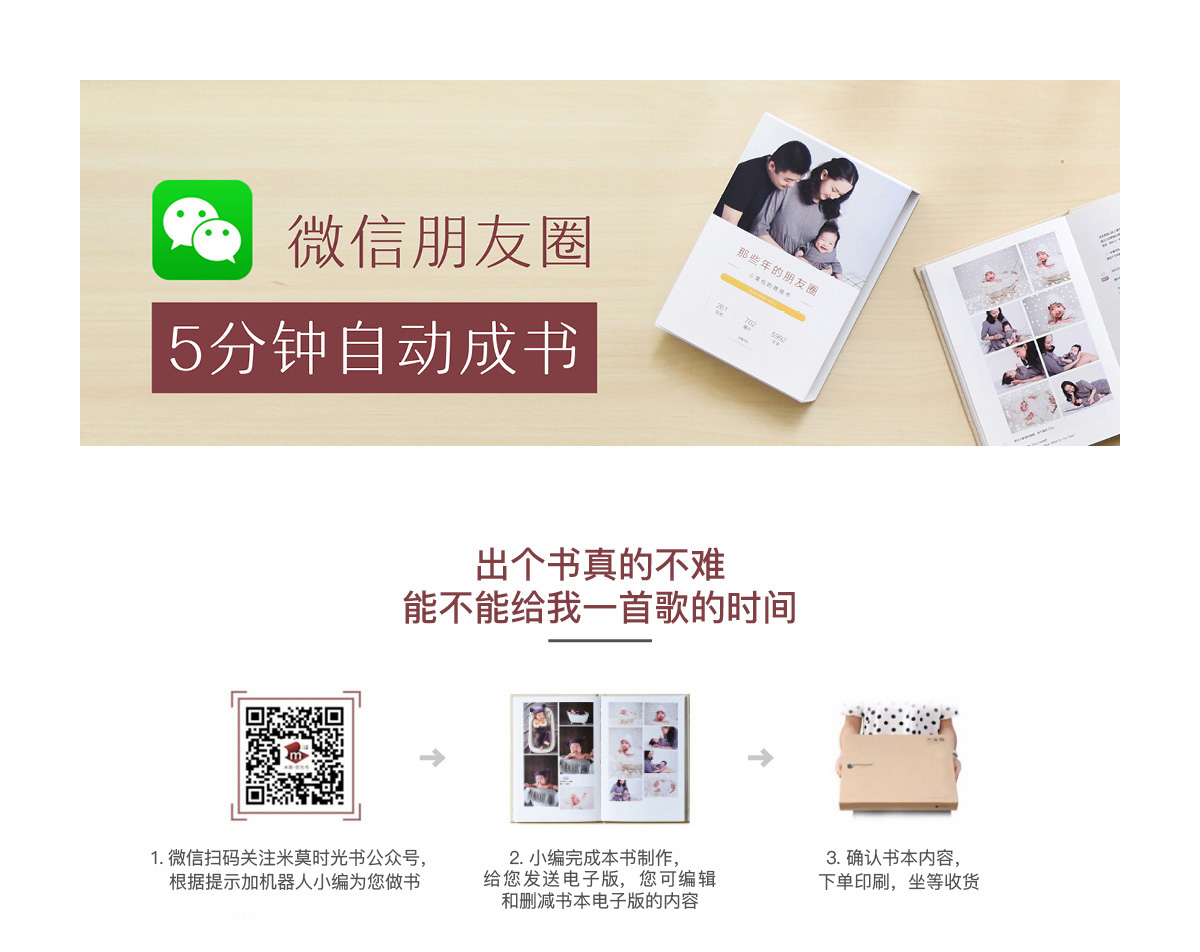 微信朋友圈
5分钟自动成书
那些年的朋友圈
261
702
5992
出个书真的不难
能不能给我一首歌的时间
1. 微信扫码关注米莫时光书公众号，
根据提示加机器人小编为您做书
2. 小编完成本书制作，
给您发送电子版，您可编辑
和删减书本电子版的内容
3. 确认书本内容，
下单印刷，坐等收货